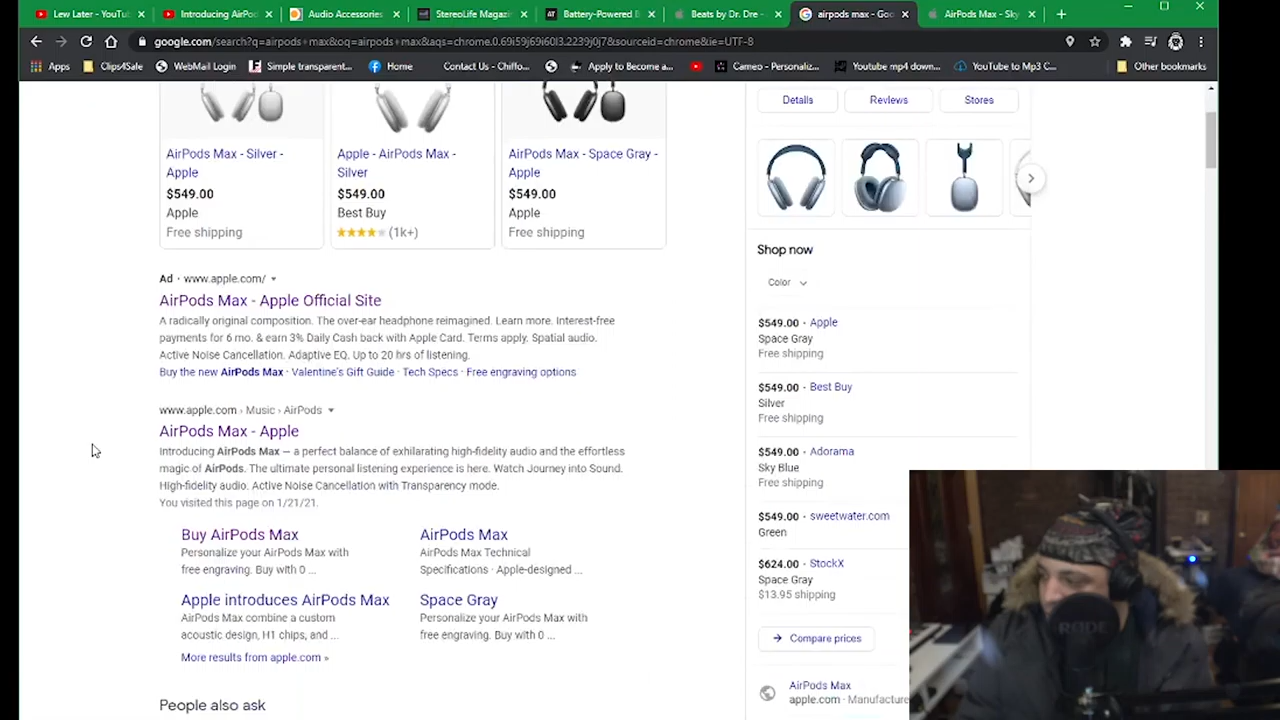 Lew Later - YouTu
Introducing AirPo
Audio Accessories
StereoLife Magazi
Battery-Powered B
Beats by Dr. Dre -
airpods max - Goo
AirPods Max - Sky
google.com/search?q=airpods+max&oq=airpods+max&aqs=chrome.0.69i59j69i60l3.2239j0j7&sourceid=chrome&ie=UTF-8
Apps
Clips4Sale
WebMail Login
Simple transparent...
Home
Contact Us - Chiffo...
Apply to Become a...
Cameo - Personaliz...
Youtube mp4 down...
YouTube to Mp3 C...
Other bookmarks
AirPods Max - Silver -
Apple
$549.00
Apple
Free shipping
Apple - AirPods Max -
Silver
$549.00
Best Buy
(1k+)
AirPods Max - Space Gray -
Apple
$549.00
Apple
Free shipping
Ad · www.apple.com/
AirPods Max - Apple Official Site
A radically original composition. The over-ear headphone reimagined. Learn more. Interest-free
payments for 6 mo. & earn 3% Daily Cash back with Apple Card. Terms apply. Spatial audio.
Active Noise Cancellation. Adaptive EQ. Up to 20 hrs of listening.
Buy the new AirPods Max · Valentine's Gift Guide · Tech Specs · Free engraving options
www.apple.com › Music › AirPods
AirPods Max - Apple
Introducing AirPods Max — a perfect balance of exhilarating high-fidelity audio and the effortless
magic of AirPods. The ultimate personal listening experience is here. Watch Journey into Sound.
High-fidelity audio. Active Noise Cancellation with Transparency mode.
You visited this page on 1/21/21.
Buy AirPods Max
Personalize your AirPods Max with
free engraving. Buy with 0 ...
AirPods Max
AirPods Max Technical
Specifications · Apple-designed ...
Apple introduces AirPods Max
AirPods Max combine a custom
acoustic design, H1 chips, and ...
Space Gray
Personalize your AirPods Max with
free engraving. Buy with 0 ...
More results from apple.com »
People also ask
Details
Reviews
Stores
Shop now
Color
$549.00 · Apple
Space Gray
Free shipping
$549.00 · Best Buy
Silver
Free shipping
$549.00 · Adorama
Sky Blue
Free shipping
$549.00 · sweetwater.com
Green
$624.00 · StockX
Space Gray
$13.95 shipping
Compare prices
AirPods Max
apple.com · Manufacture
RØDE